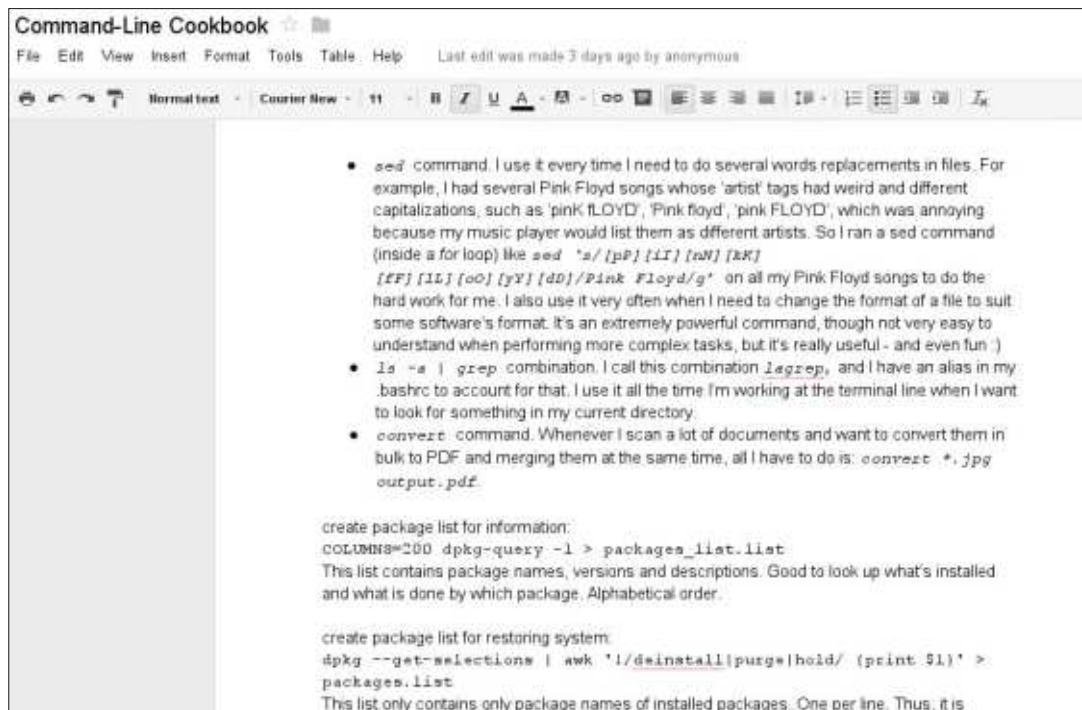 Command-Line Cookbook
File Edit View Insert Format Tools Table Help Last edit was made 3 days ago by anonymous
Normal text Courier New 11 B I U A
sed command. I use it every time I need to do several words replacements in files. For
example, I had several Pink Floyd songs whose 'artist' tags had weird and different
capitalizations, such as 'pinK fLOYD', 'Pink floyd', 'pink FLOYD', which was annoying
because my music player would list them as different artists. So I ran a sed command
(inside a for loop) like sed 's/[pP][iI][nN][kK]
[fF][lL][oO][yY][dD]/Pink Floyd/g' on all my Pink Floyd songs to do the
hard work for me. I also use it very often when I need to change the format of a file to suit
some software's format. It's an extremely powerful command, though not very easy to
understand when performing more complex tasks, but it's really useful - and even fun :)
ls -a | grep combination. I call this combination lsgrep, and I have an alias in my
.bashrc to account for that. I use it all the time I'm working at the terminal line when I want
to look for something in my current directory.
convert command. Whenever I scan a lot of documents and want to convert them in
bulk to PDF and merging them at the same time, all I have to do is: convert *.jpg
output.pdf.
create package list for information:
COLUMNS=200 dpkg-query -l > packages_list.list
This list contains package names, versions and descriptions. Good to look up what's installed
and what is done by which package. Alphabetical order.
create package list for restoring system:
dpkg --get-selections | awk '!/deinstall|purge|hold/ {print $1}' >
packages.list
This list only contains only package names of installed packages. One per line. Thus, it is